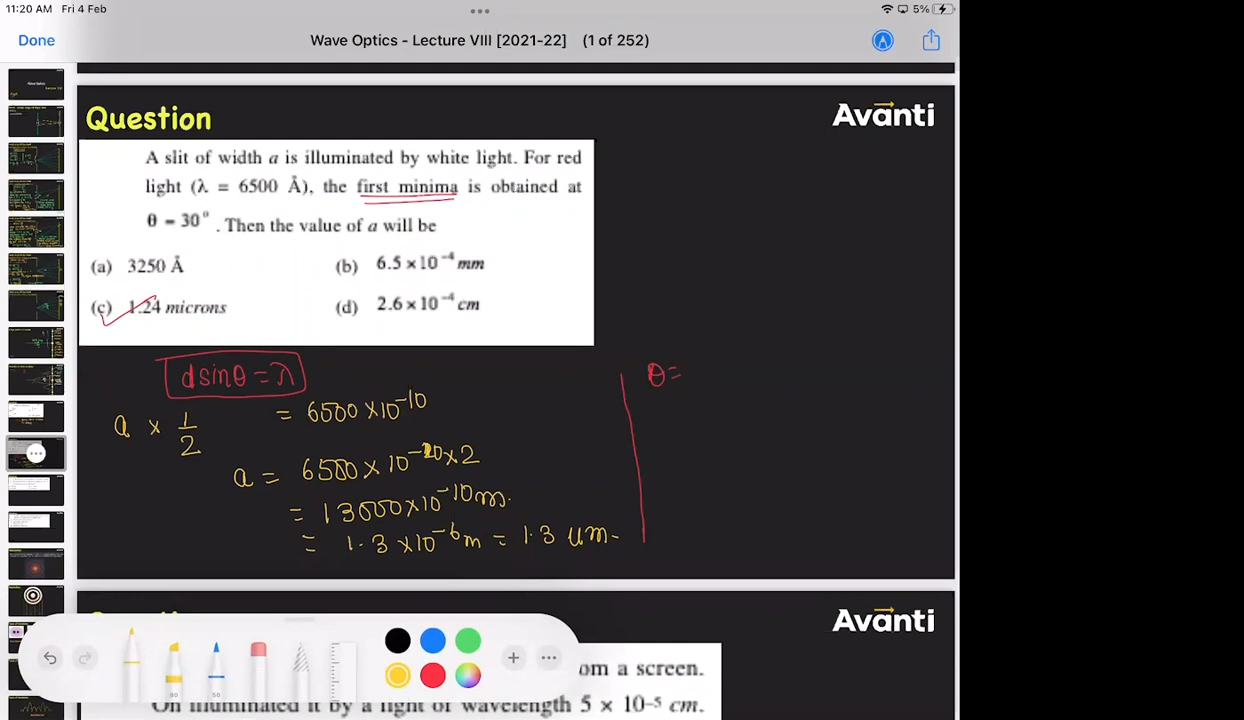 11:20 AM Fri 4 Feb
5%
Done
Wave Optics - Lecture VIII [2021-22] (1 of 252)
Question
Avanti
A slit of width a is illuminated by white light. For red
light (λ = 6500 Å), the first minima is obtained at
θ = 30°. Then the value of a will be
(a) 3250 Å
(b) 6.5 × 10⁻⁴ mm
(c) 1.24 microns
(d) 2.6 × 10⁻⁴ cm
dsinθ = λ
θ=
a × 1/2 = 6500 × 10⁻¹⁰
a = 6500 × 10⁻¹⁰ × 2
= 13000 × 10⁻¹⁰ m.
= 1.3 × 10⁻⁶ m = 1.3 um.
Avanti
om a screen.
On illuminated it by a light of wavelength 5 × 10⁻⁵ cm.
80
50